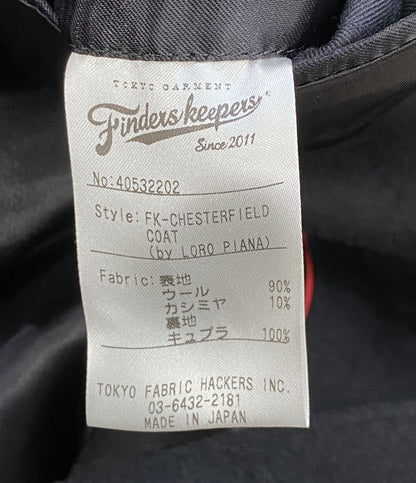 TOKYO GARMENT
Finders keepers
Since 2011
No:40532202
Style: FK-CHESTERFIELD
COAT
(by LORO PIANA)
Fabric: 表地
ウール 90%
カシミヤ 10%
裏地
キュプラ 100%
TOKYO FABRIC HACKERS INC.
03-6432-2181
MADE IN JAPAN